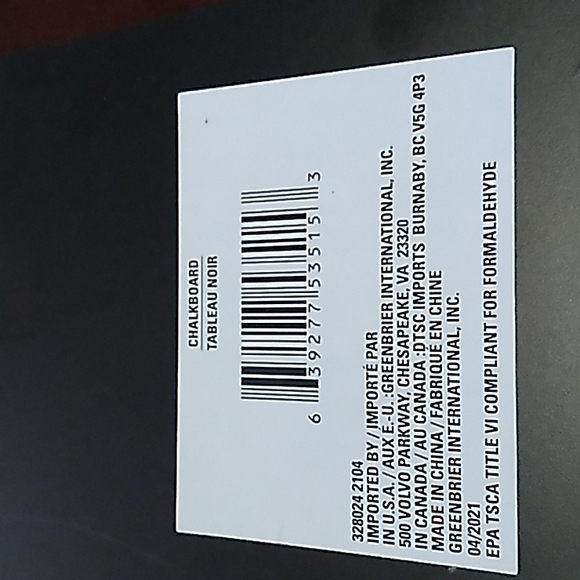 CHALKBOARD
TABLEAU NOIR
6 39277 53515 3
328024 2104
IMPORTED BY / IMPORTÉ PAR
IN U.S.A. / AUX E.-U. :GREENBRIER INTERNATIONAL, INC.
500 VOLVO PARKWAY, CHESAPEAKE, VA 23320
IN CANADA / AU CANADA :DTSC IMPORTS BURNABY, BC V5G 4P3
MADE IN CHINA / FABRIQUE EN CHINE
GREENBRIER INTERNATIONAL, INC.
04/2021
EPA TSCA TITLE VI COMPLIANT FOR FORMALDEHYDE